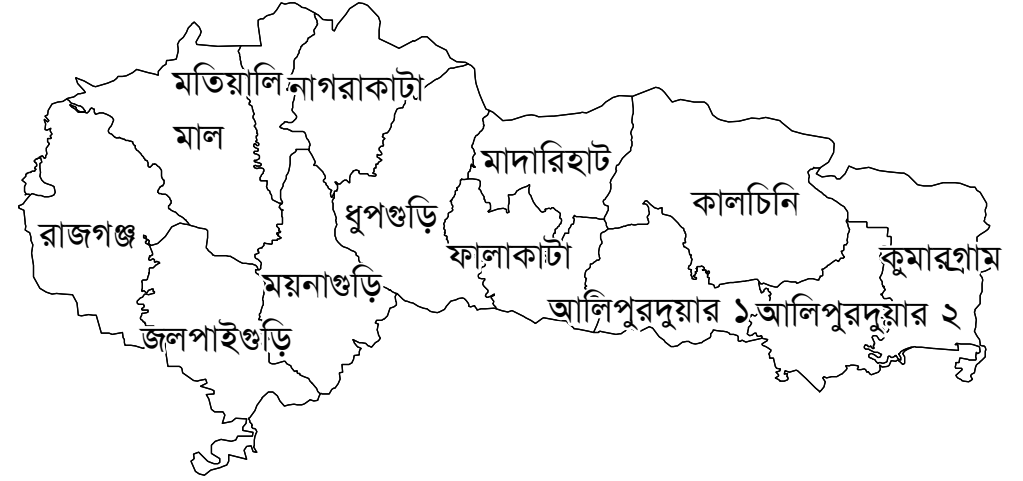 মতিয়ালি
নাগরাকাটা
মাল
মাদারিহাট
কালচিনি
ধুপগুড়ি
রাজগঞ্জ
ফালাকাটা
কুমারগ্রাম
ময়নাগুড়ি
আলিপুরদুয়ার ১
আলিপুরদুয়ার ২
জলপাইগুড়ি